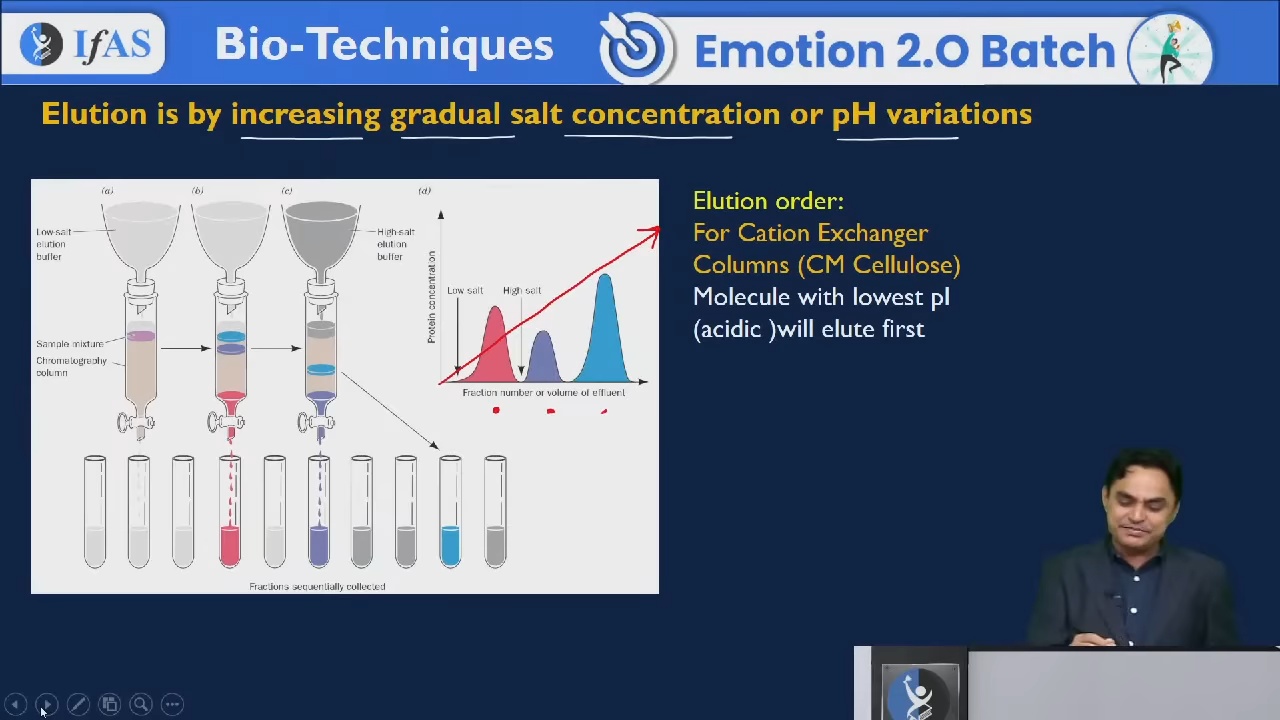 IfAS
Bio-Techniques
Emotion 2.O Batch
Elution is by increasing gradual salt concentration or pH variations
(a)
(b)
(c)
(d)
Low-salt
elution
buffer
High-salt
elution
buffer
Sample mixture
Chromatography
column
Protein concentration
Low salt
High salt
Fraction number or volume of effluent
Fractions sequentially collected
Elution order:
For Cation Exchanger
Columns (CM Cellulose)
Molecule with lowest pI
(acidic )will elute first